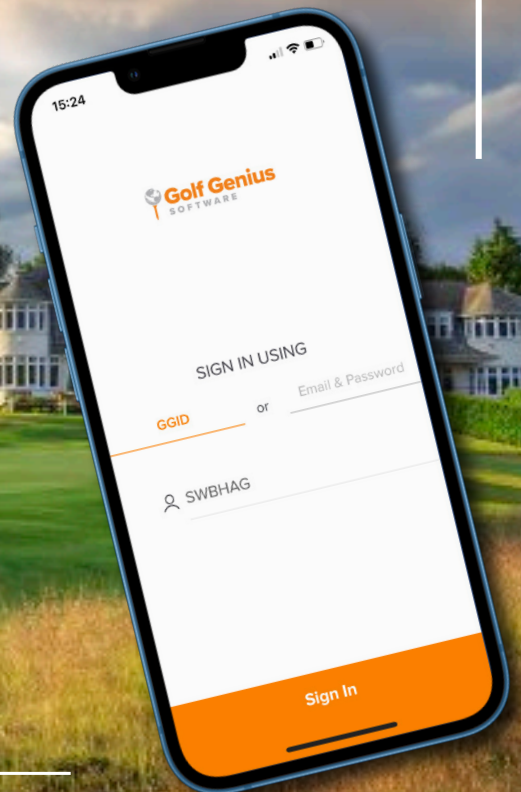 15:24
Golf Genius
SOFTWARE
SIGN IN USING
GGID or Email & Password
SWBHAG
Sign In